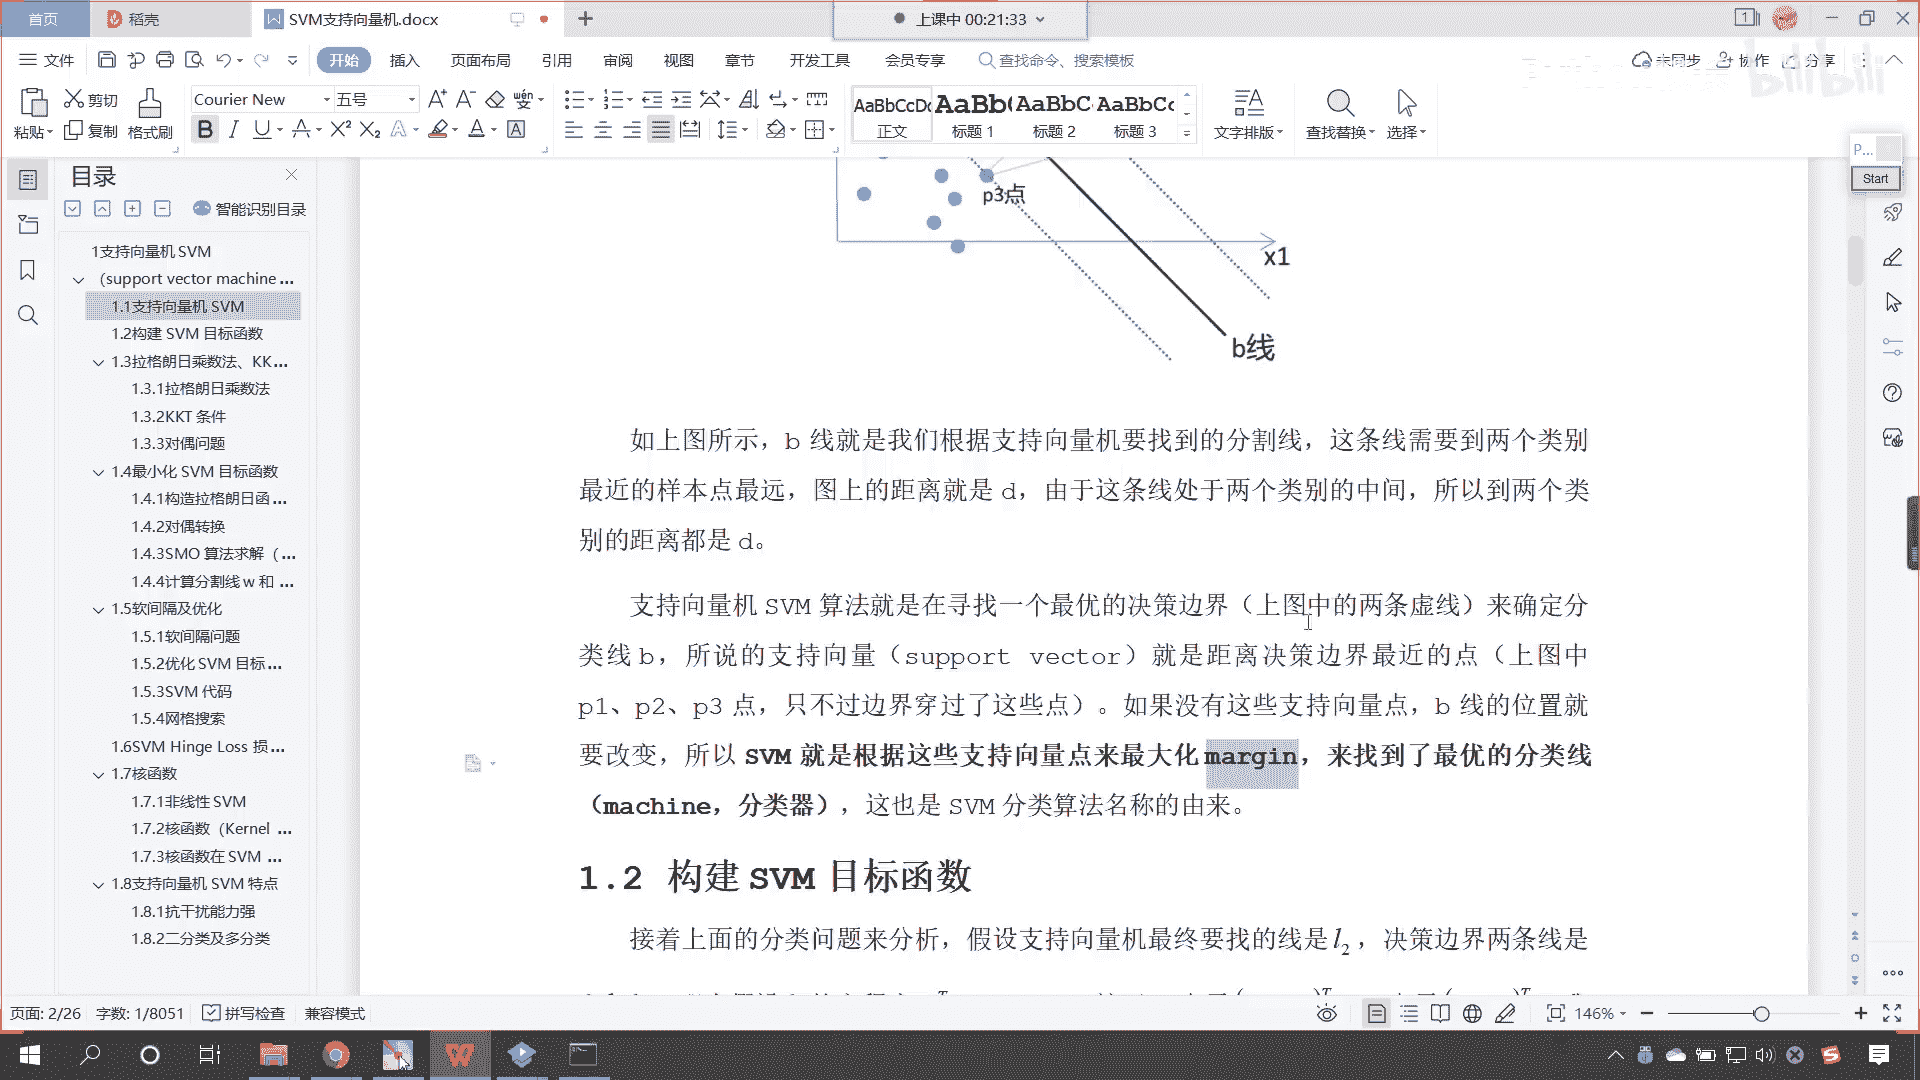 首页
稻壳
SVM支持向量机.docx
上课中 00:21:33
文件
开始
插入
页面布局
引用
审阅
视图
章节
开发工具
会员专享
查找命令、搜索模板
未同步
协作
分享
bilibili
粘贴
剪切
复制
格式刷
Courier New
五号
AaBbCcDd
正文
AaBb(
标题 1
AaBbC
标题 2
AaBbCc
标题 3
文字排版
查找替换
选择
P...
Start
目录
智能识别目录
1支持向量机 SVM
（support vector machine ...
1.1支持向量机 SVM
1.2构建 SVM 目标函数
1.3拉格朗日乘数法、KK...
1.3.1拉格朗日乘数法
1.3.2KKT 条件
1.3.3对偶问题
1.4最小化 SVM 目标函数
1.4.1构造拉格朗日函 ...
1.4.2对偶转换
1.4.3SMO 算法求解（ ...
1.4.4计算分割线 w 和 ...
1.5软间隔及优化
1.5.1软间隔问题
1.5.2优化 SVM 目标...
1.5.3SVM 代码
1.5.4网格搜索
1.6SVM Hinge Loss 损...
1.7核函数
1.7.1非线性 SVM
1.7.2核函数（Kernel ...
1.7.3核函数在 SVM ...
1.8支持向量机 SVM 特点
1.8.1抗干扰能力强
1.8.2二分类及多分类
p3点
x1
b线
如上图所示，b 线就是我们根据支持向量机要找到的分割线，这条线需要到两个类别
最近的样本点最远，图上的距离就是 d，由于这条线处于两个类别的中间，所以到两个类
别的距离都是 d。
支持向量机 SVM 算法就是在寻找一个最优的决策边界（上图中的两条虚线）来确定分
类线 b，所说的支持向量（support vector）就是距离决策边界最近的点（上图中
p1、p2、p3 点，只不过边界穿过了这些点）。如果没有这些支持向量点，b 线的位置就
要改变，所以 SVM 就是根据这些支持向量点来最大化 margin，来找到了最优的分类线
（machine，分类器），这也是 SVM 分类算法名称的由来。
1.2 构建 SVM 目标函数
接着上面的分类问题来分析，假设支持向量机最终要找的线是 l₂，决策边界两条线是
页面: 2/26
字数: 1/8051
拼写检查
兼容模式
146%